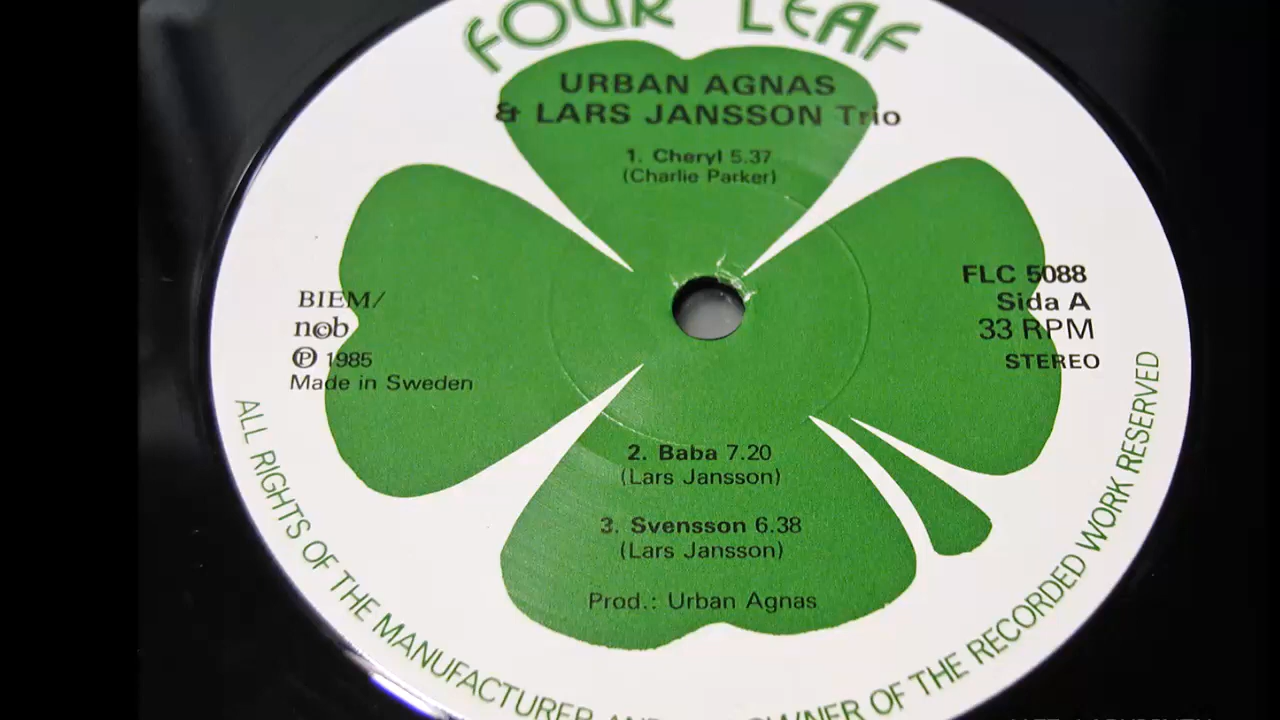 FOUR LEAF
URBAN AGNAS
& LARS JANSSON Trio
1. Cheryl 5.37
(Charlie Parker)
BIEM/
n©b
℗ 1985
Made in Sweden
FLC 5088
Sida A
33 RPM
STEREO
2. Baba 7.20
(Lars Jansson)
3. Svensson 6.38
(Lars Jansson)
Prod.: Urban Agnas
ALL RIGHTS OF THE MANUFACTURER OWNER OF THE RECORDED WORK RESERVED